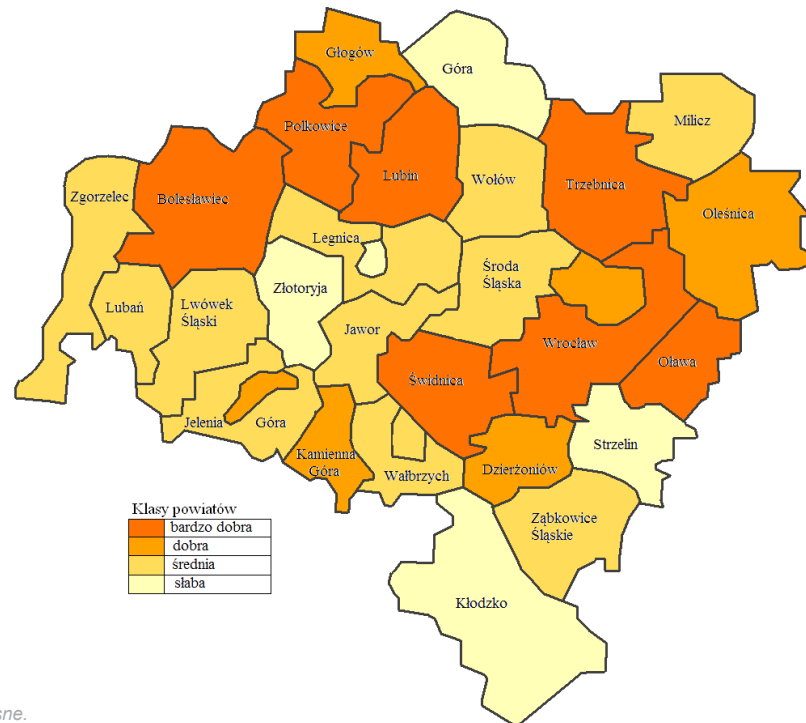 Głogów
Góra
Milicz
Polkowice
Lubin
Wołów
Trzebnica
Zgorzelec
Bolesławiec
Oleśnica
Legnica
Środa
Śląska
Złotoryja
Lubań
Lwówek
Śląski
Jawor
Wrocław
Oława
Świdnica
Jelenia
Góra
Kamienna
Góra
Wałbrzych
Dzierżoniów
Strzelin
Ząbkowice
Śląskie
Kłodzko
Klasy powiatów
bardzo dobra
dobra
średnia
słaba
sne.